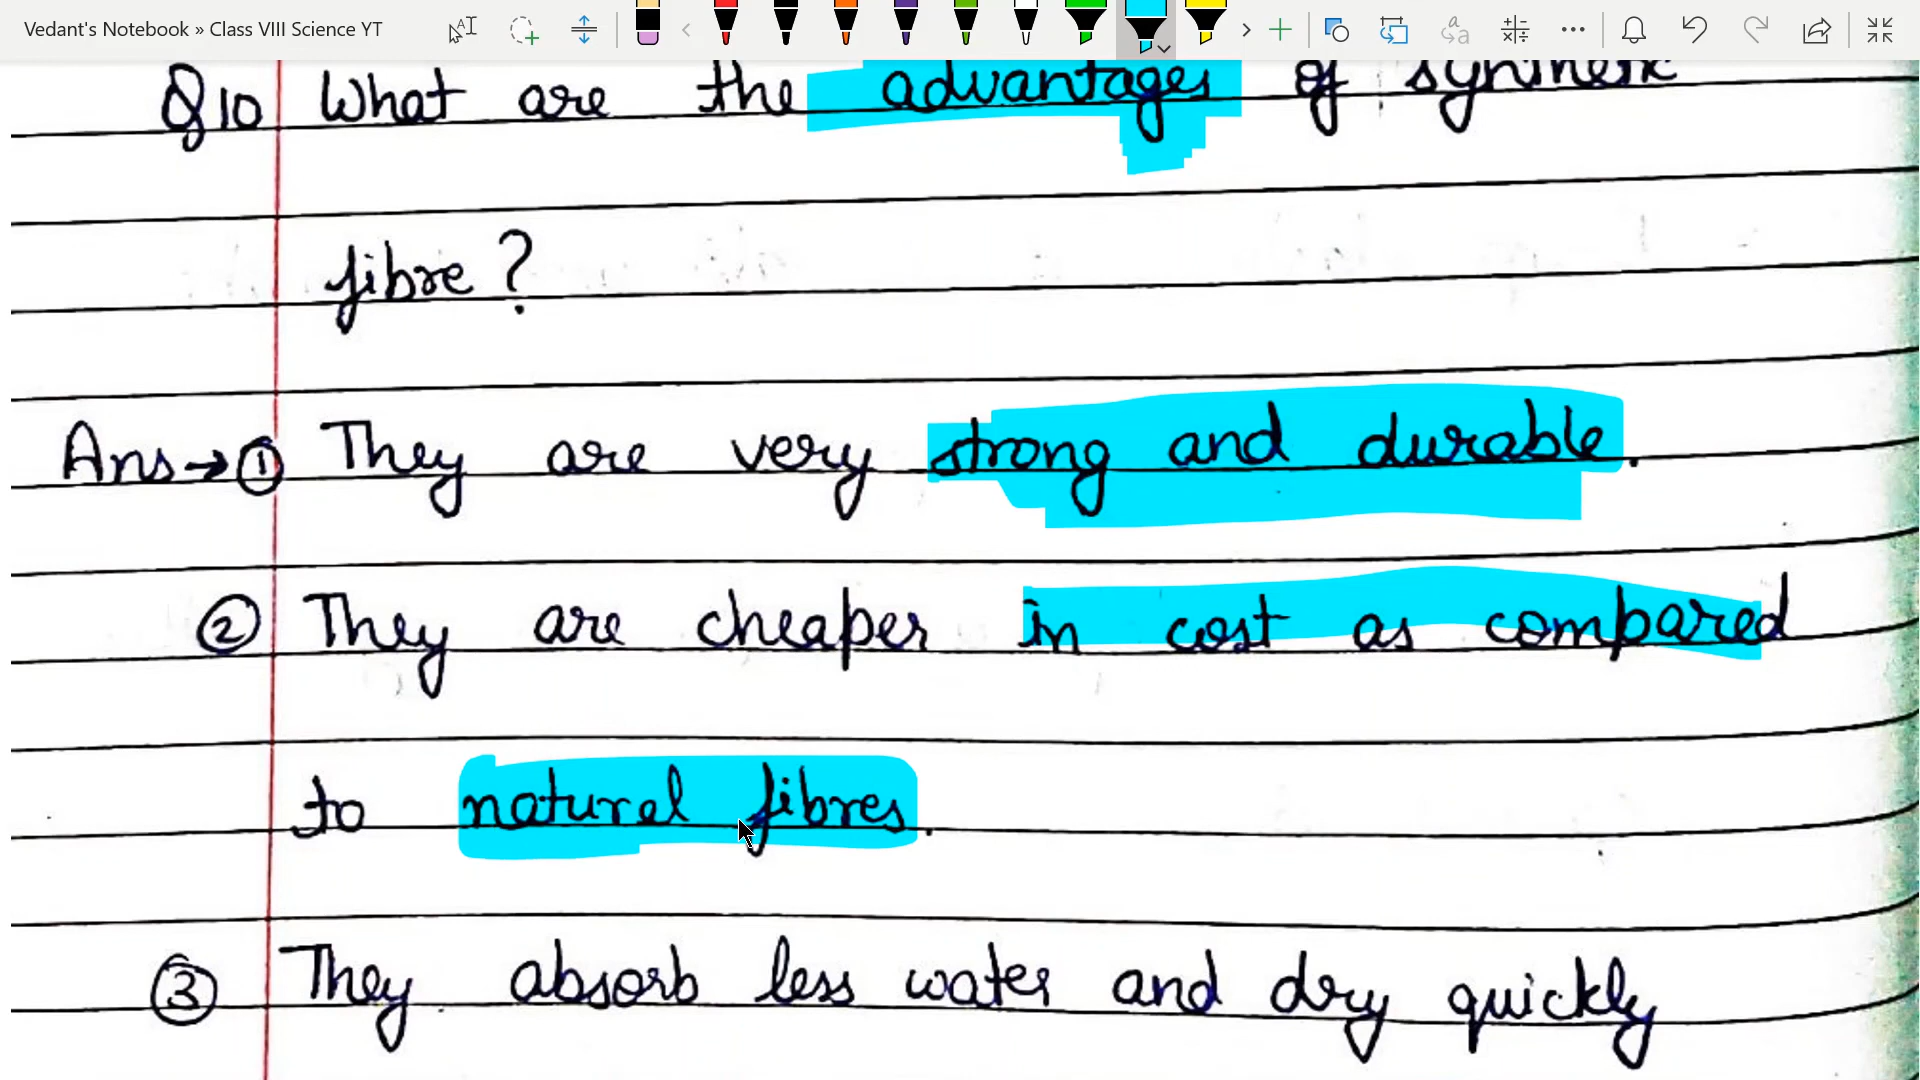 Vedant's Notebook » Class VIII Science YT
Q10 What are the advantages of synthetic
fibre?
Ans→① They are very strong and durable.
② They are cheaper in cost as compared
to natural fibres.
③ They absorb less water and dry quickly